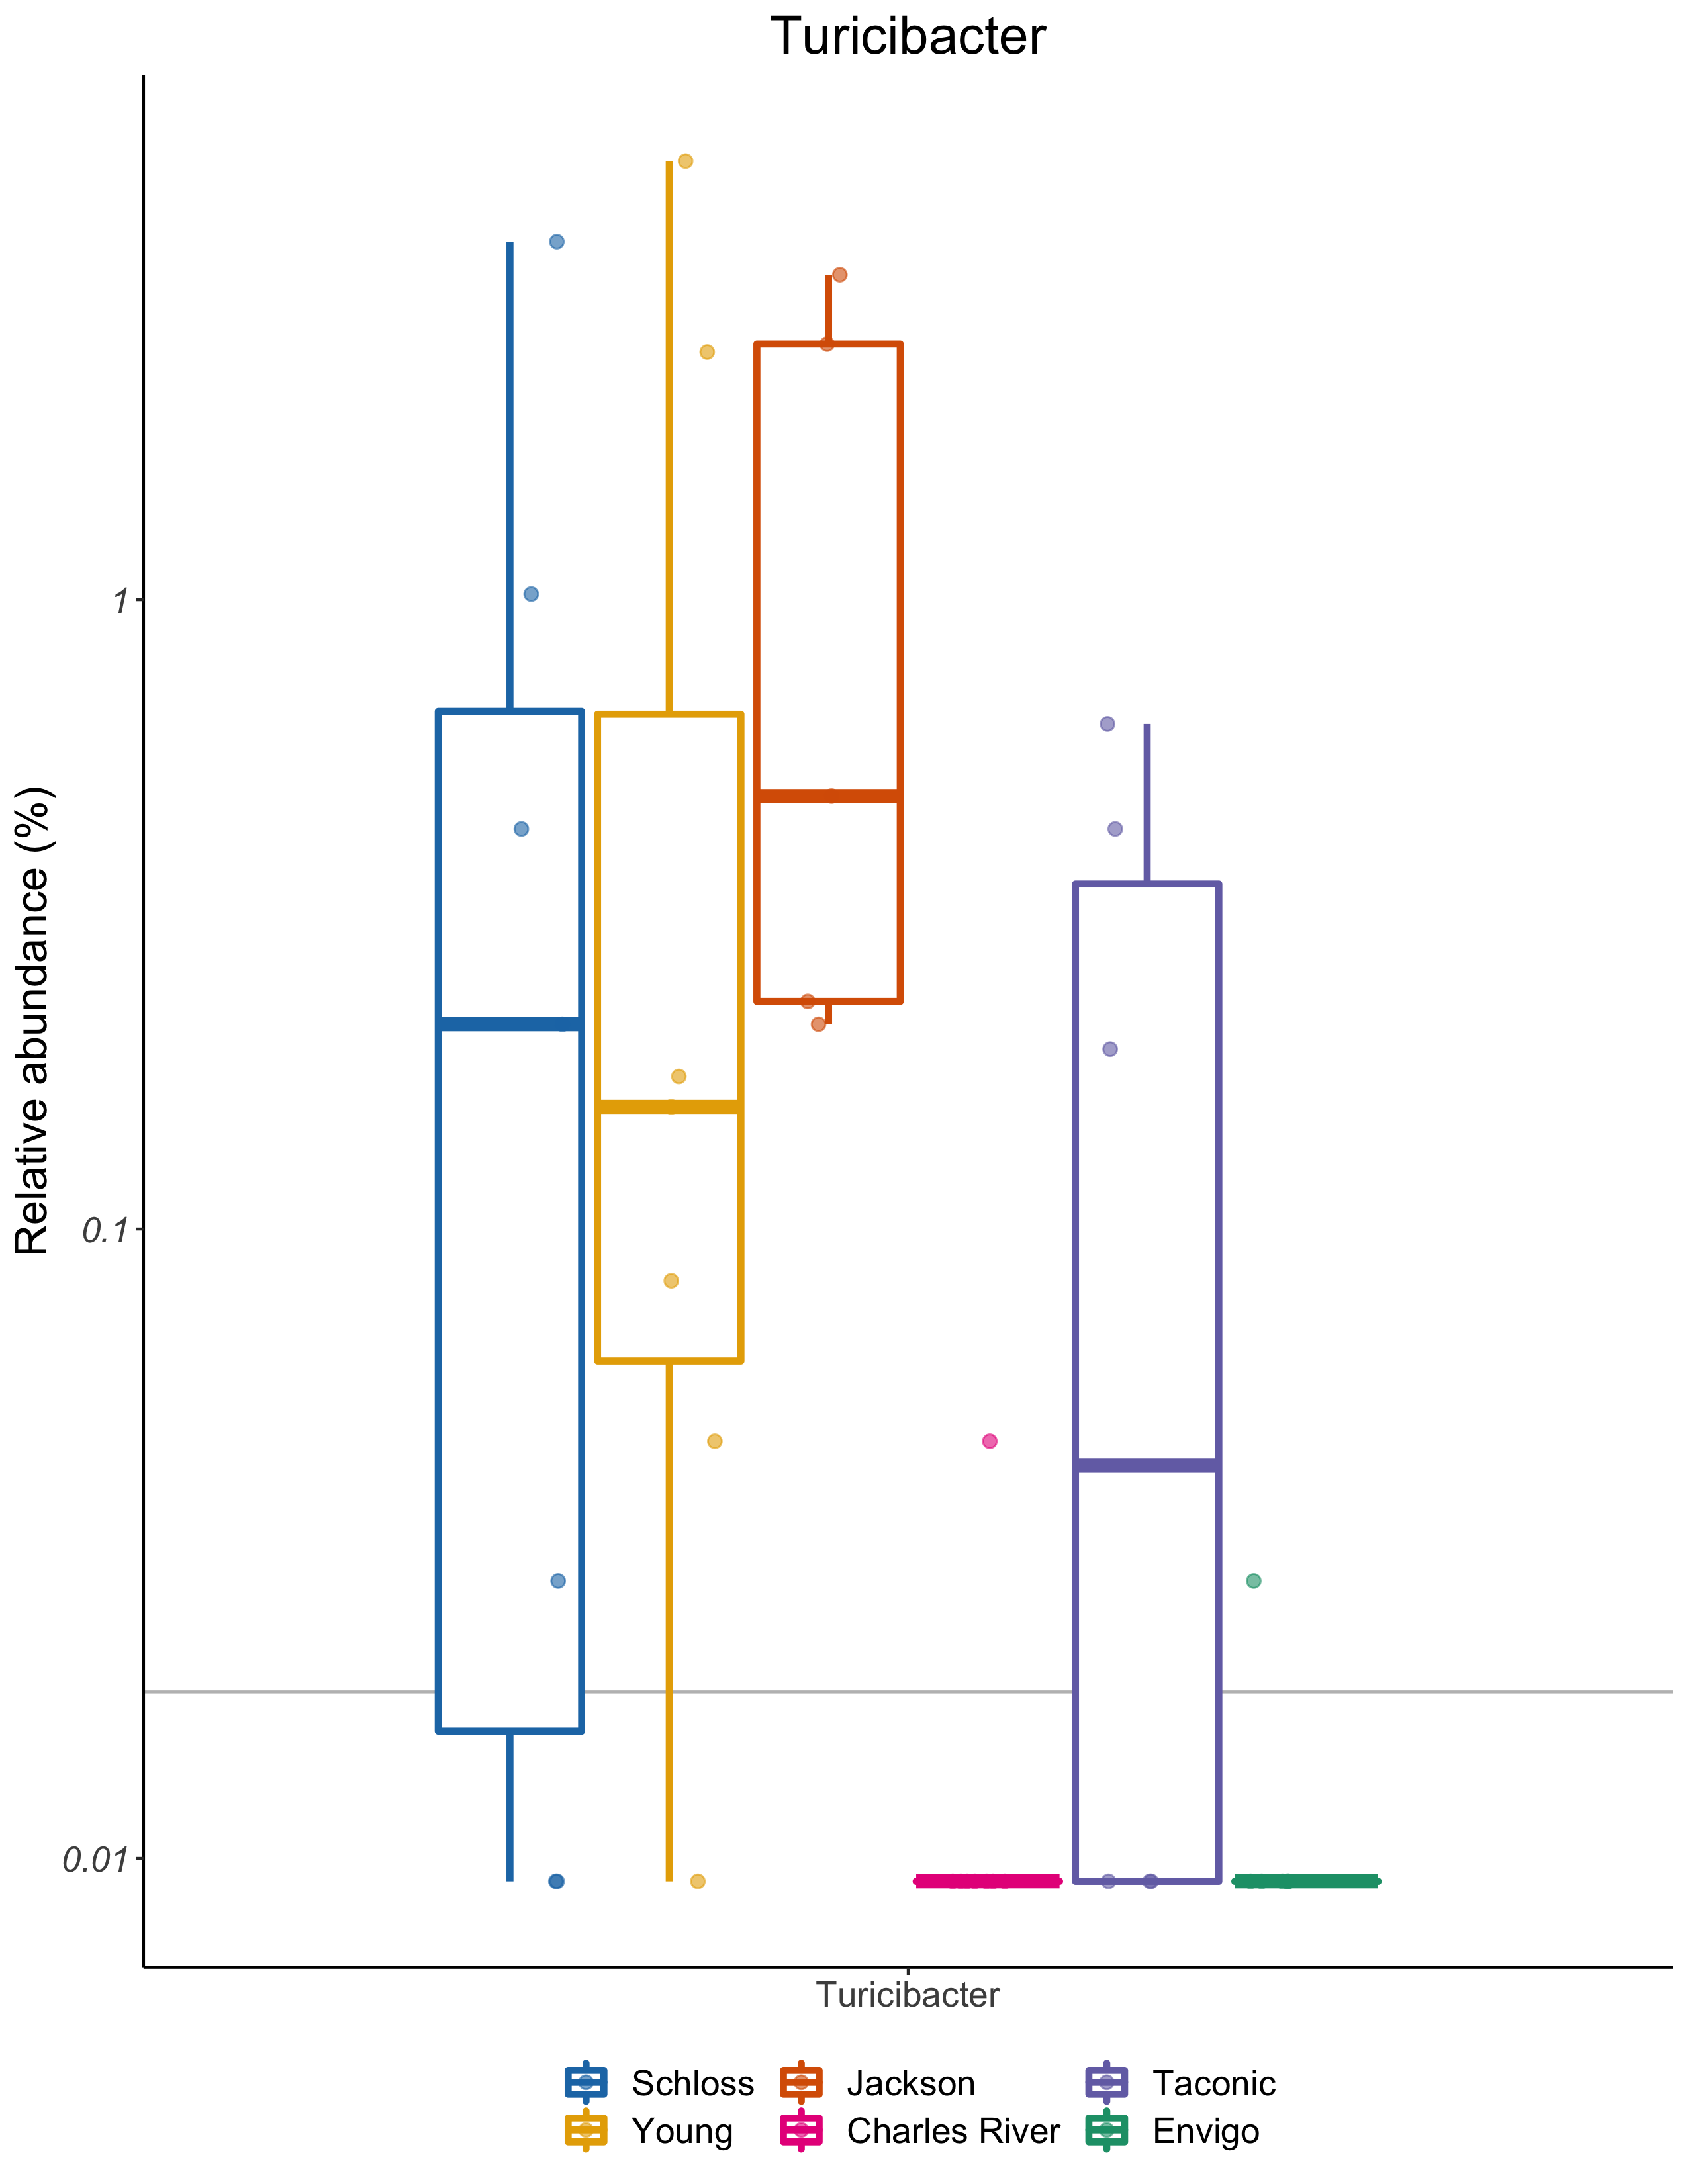 Turicibacter
Relative abundance (%)
1
0.1
0.01
Turicibacter
Schloss Jackson Taconic
Young Charles River Envigo